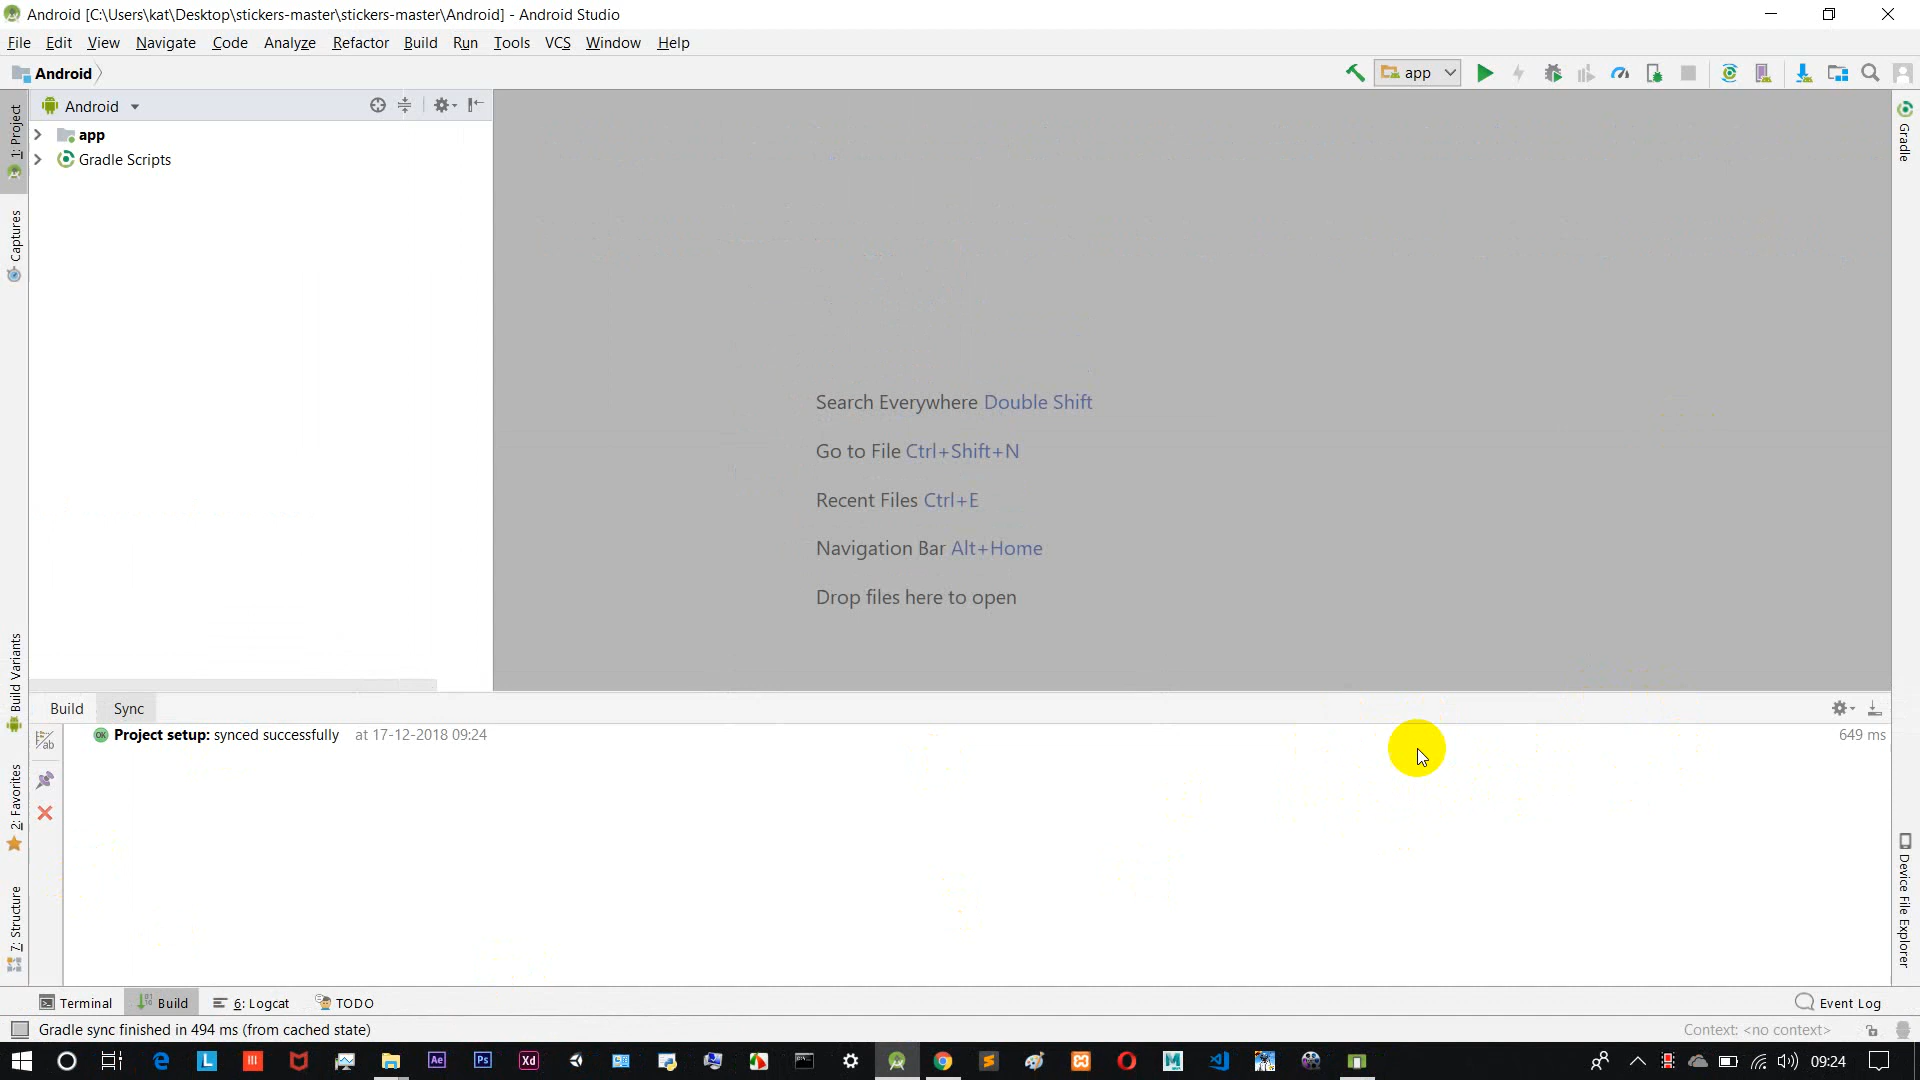 Android [C:\Users\kat\Desktop\stickers-master\stickers-master\Android] - Android Studio
File Edit View Navigate Code Analyze Refactor Build Run Tools VCS Window Help
Android
app
Android
1: Project
app
Gradle Scripts
Captures
Build Variants
2: Favorites
7: Structure
Gradle
Device File Explorer
Search Everywhere Double Shift
Go to File Ctrl+Shift+N
Recent Files Ctrl+E
Navigation Bar Alt+Home
Drop files here to open
Build Sync
OK Project setup: synced successfully at 17-12-2018 09:24 649 ms
Terminal Build 6: Logcat TODO Event Log
Gradle sync finished in 494 ms (from cached state) Context: <no context>
L Ae Ps Xd M 09:24